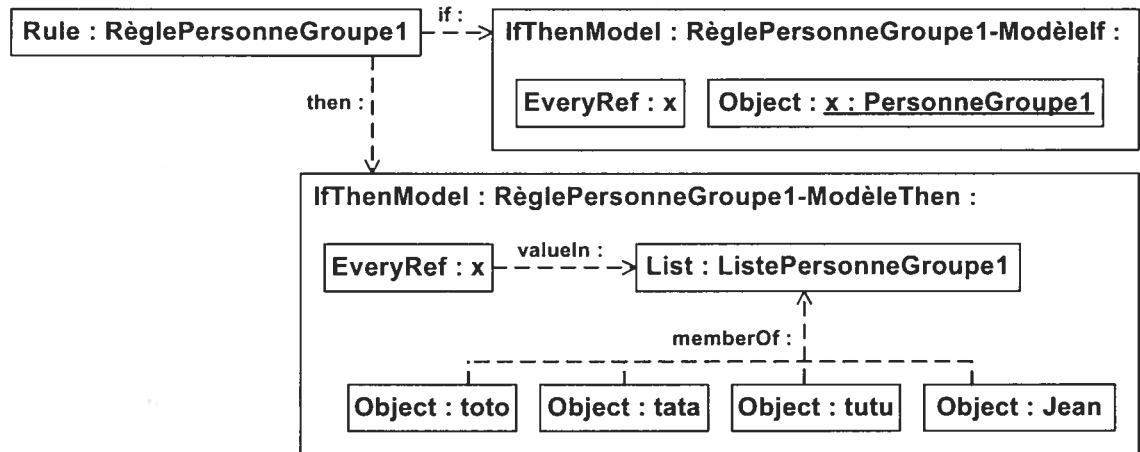 Rule : RèglePersonneGroupe1
if :
IfThenModel : RèglePersonneGroupe1-ModèleIf :
EveryRef : x
Object : x : PersonneGroupe1
then :
IfThenModel : RèglePersonneGroupe1-ModèleThen :
EveryRef : x
valueIn :
List : ListePersonneGroupe1
memberOf :
Object : toto
Object : tata
Object : tutu
Object : Jean